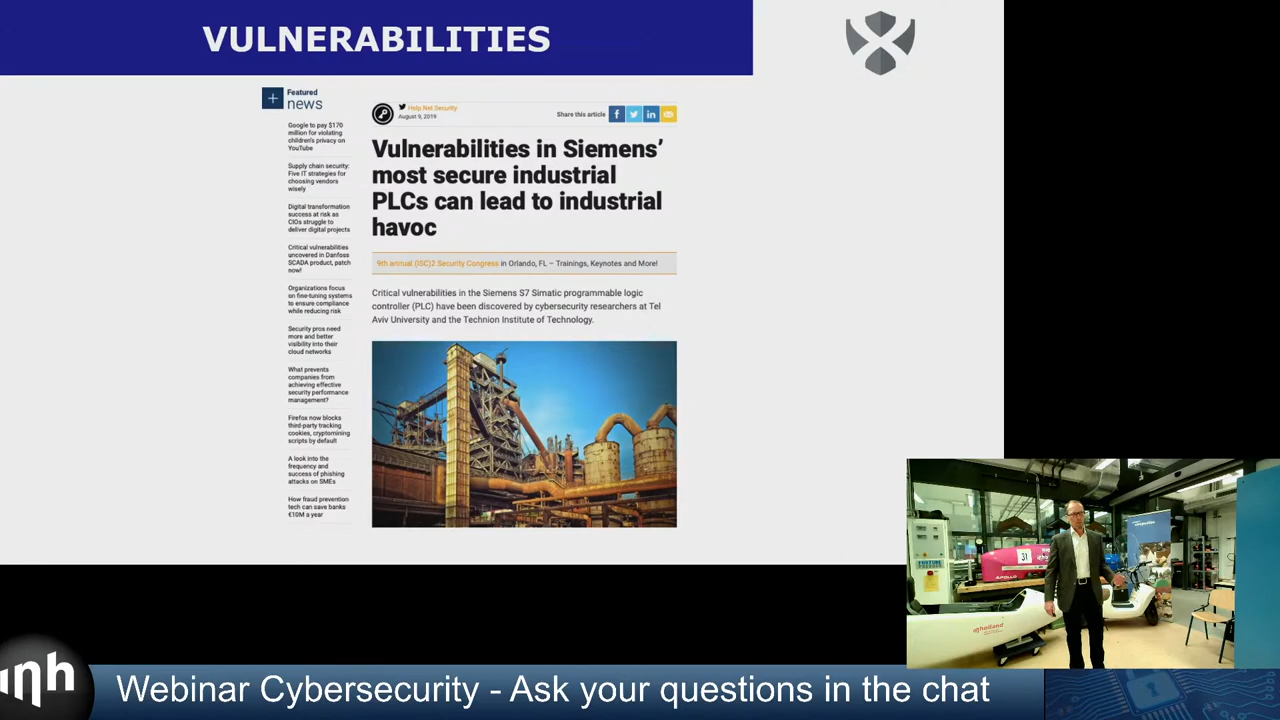 VULNERABILITIES
Featured
news
Google to pay $170
million for violating
children's privacy on
YouTube
Supply chain security:
Five IT strategies for
choosing vendors
wisely
Digital transformation
success at risk as
CIOs struggle to
deliver digital projects
Critical vulnerabilities
uncovered in Danfoss
SCADA product, patch
now!
Organizations focus
on fine-tuning systems
to ensure compliance
while reducing risk
Security pros need
more and better
visibility into their
cloud networks
What prevents
companies from
achieving effective
security performance
management?
Firefox now blocks
third-party tracking
cookies, cryptomining
scripts by default
A look into the
frequency and
success of phishing
attacks on SMEs
How fraud prevention
tech can save banks
€10M a year
Help Net Security
August 9, 2019
Share this article
Vulnerabilities in Siemens'
most secure industrial
PLCs can lead to industrial
havoc
9th annual (ISC)2 Security Congress in Orlando, FL – Trainings, Keynotes and More!
Critical vulnerabilities in the Siemens S7 Simatic programmable logic
controller (PLC) have been discovered by cybersecurity researchers at Tel
Aviv University and the Technion Institute of Technology.
31
APOLLO
inholland
inh
Webinar Cybersecurity - Ask your questions in the chat